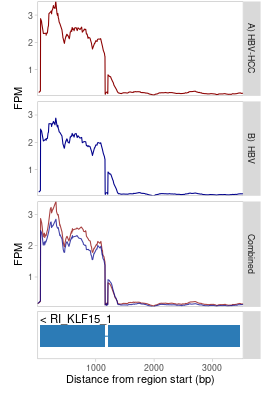 3
2
1
FPM
A) HBV-HCC
3
2
1
B) HBV
3
2
1
FPM
Combined
< RI_KLF15_1
1000 2000 3000
Distance from region start (bp)